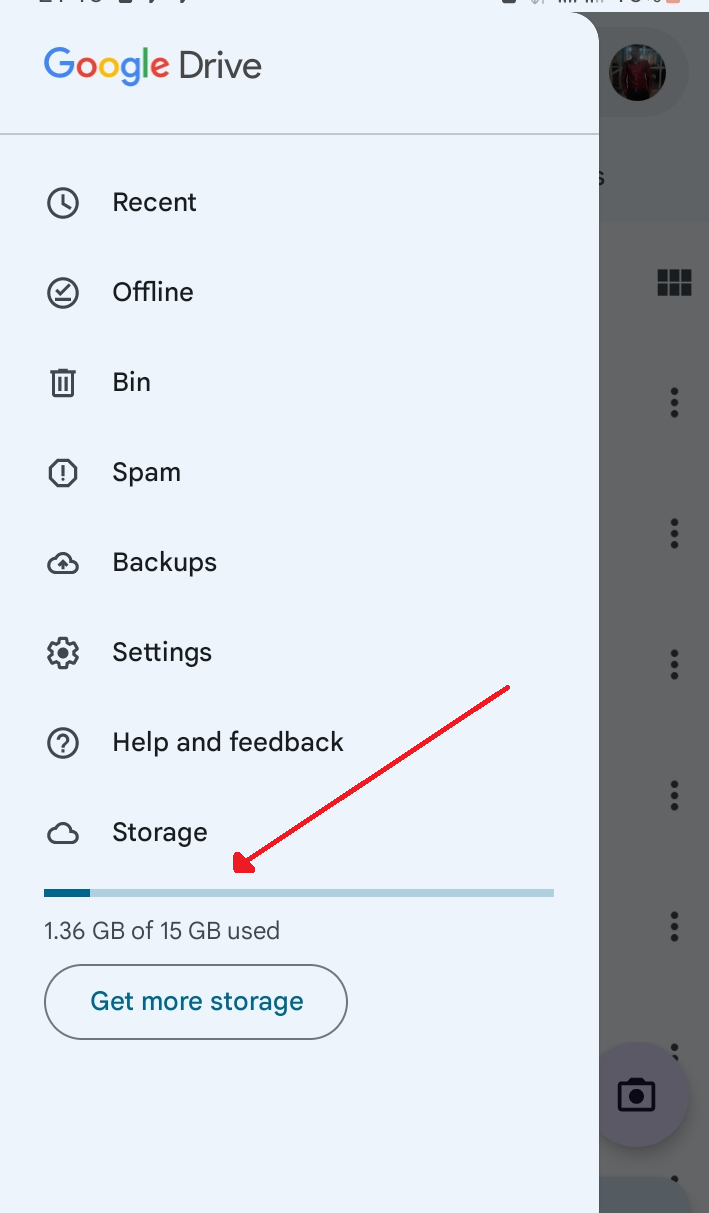 Google Drive
Recent
Offline
Bin
Spam
Backups
Settings
Help and feedback
Storage
1.36 GB of 15 GB used
Get more storage